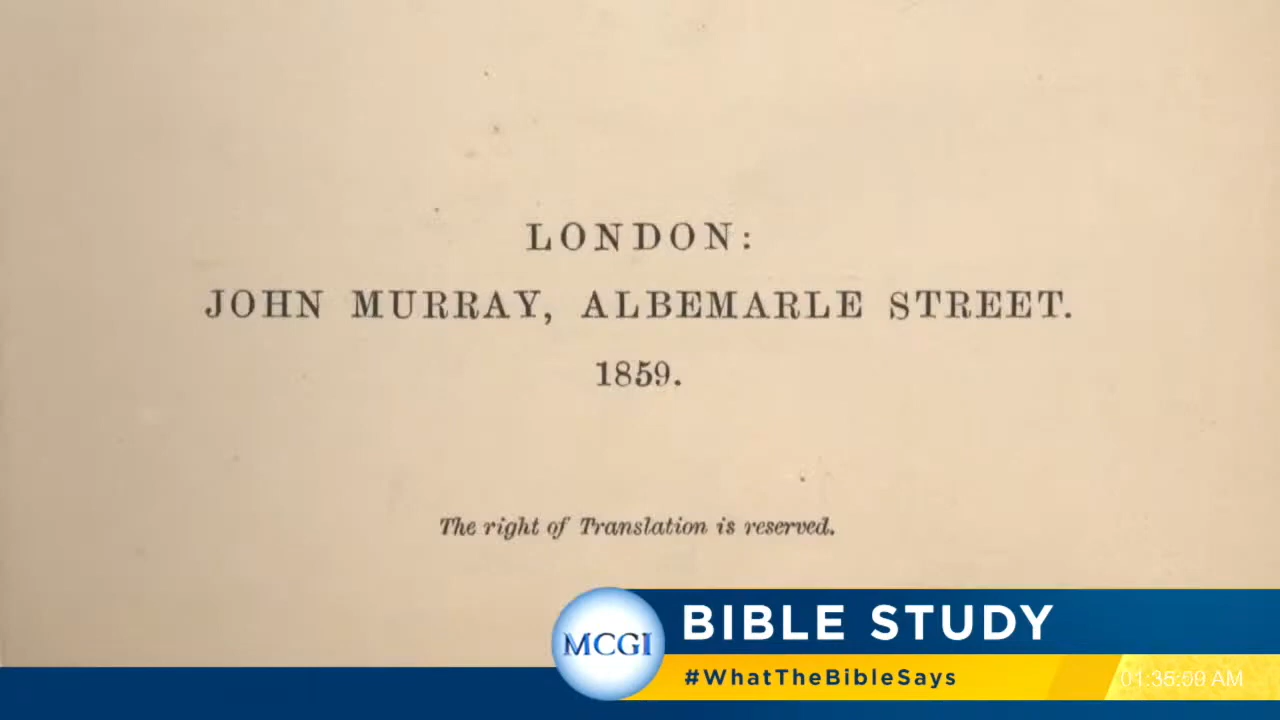 LONDON:
JOHN MURRAY, ALBEMARLE STREET.
1859.
The right of Translation is reserved.
MCGI
BIBLE STUDY
#WhatTheBibleSays
01:35:59 AM